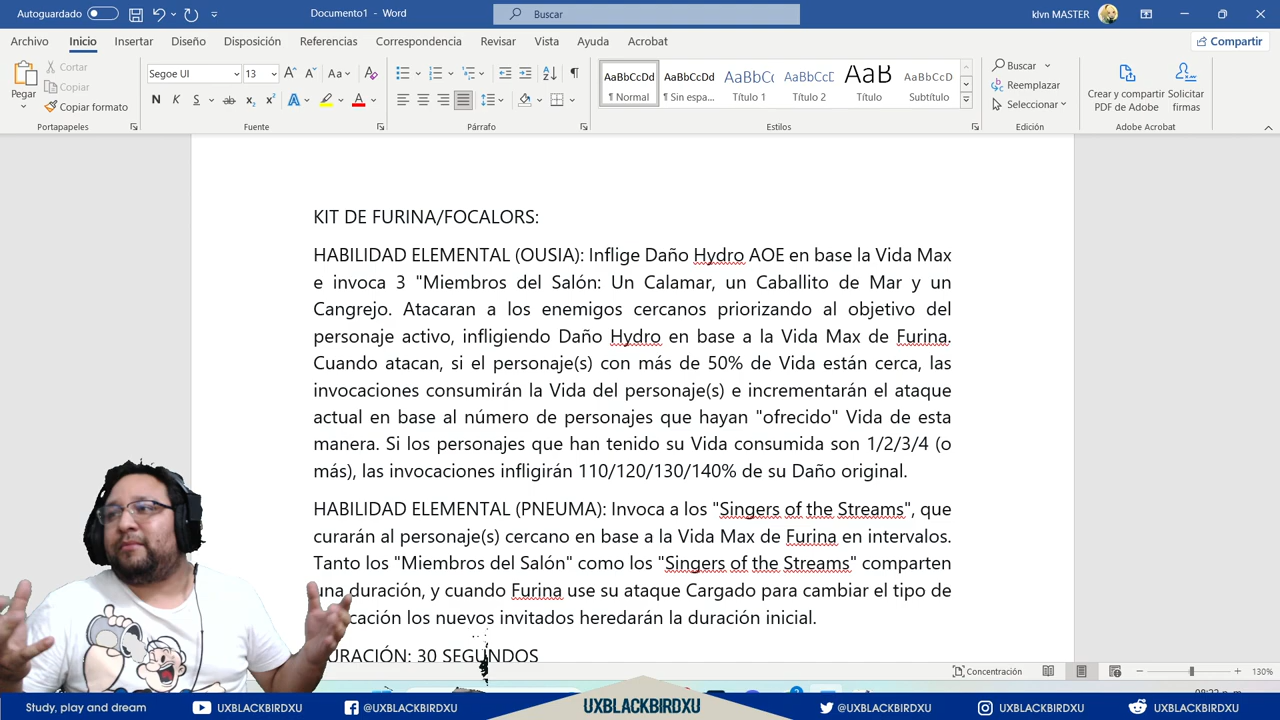 Autoguardado
Documento1 - Word
Buscar
klvn MASTER
Archivo Inicio Insertar Diseño Disposición Referencias Correspondencia Revisar Vista Ayuda Acrobat
Compartir
Pegar
Cortar
Copiar
Copiar formato
Portapapeles
Segoe UI 13
N K S ab x₂ x²
Fuente
Párrafo
AaBbCcDd AaBbCcDd AaBbCc AaBbCcD AaB AaBbCcD
¶ Normal ¶ Sin espa... Título 1 Título 2 Título Subtítulo
Estilos
Buscar
Reemplazar
Seleccionar
Edición
Crear y compartir PDF de Adobe
Solicitar firmas
Adobe Acrobat
KIT DE FURINA/FOCALORS:
HABILIDAD ELEMENTAL (OUSIA): Inflige Daño Hydro AOE en base la Vida Max
e invoca 3 "Miembros del Salón: Un Calamar, un Caballito de Mar y un
Cangrejo. Atacaran a los enemigos cercanos priorizando al objetivo del
personaje activo, infligiendo Daño Hydro en base a la Vida Max de Furina.
Cuando atacan, si el personaje(s) con más de 50% de Vida están cerca, las
invocaciones consumirán la Vida del personaje(s) e incrementarán el ataque
actual en base al número de personajes que hayan "ofrecido" Vida de esta
manera. Si los personajes que han tenido su Vida consumida son 1/2/3/4 (o
más), las invocaciones infligirán 110/120/130/140% de su Daño original.
HABILIDAD ELEMENTAL (PNEUMA): Invoca a los "Singers of the Streams", que
curarán al personaje(s) cercano en base a la Vida Max de Furina en intervalos.
Tanto los "Miembros del Salón" como los "Singers of the Streams" comparten
una duración, y cuando Furina use su ataque Cargado para cambiar el tipo de
cación los nuevos invitados heredarán la duración inicial.
URACIÓN: 30 SEGUNDOS
Concentración
130%
Study, play and dream
UXBLACKBIRDXU
@UXBLACKBIRDXU
UXBLACKBIRDXU
@UXBLACKBIRDXU
UXBLACKBIRDXU
UXBLACKBIRDXU